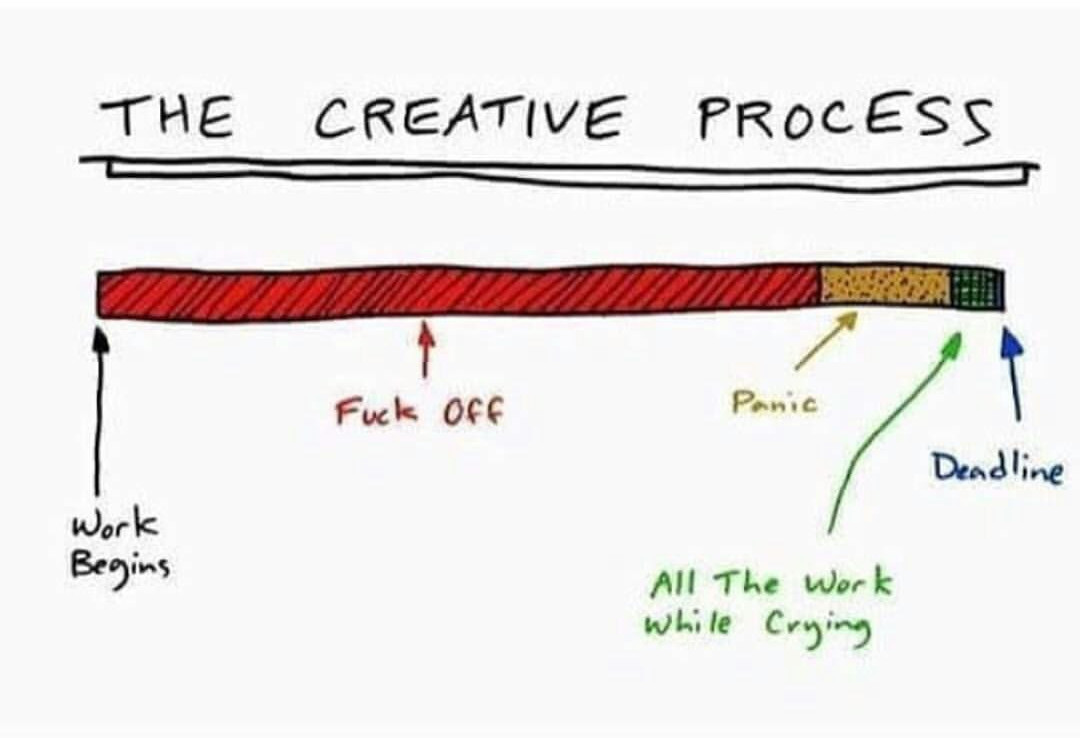 THE CREATIVE PROCESS
Fuck Off
Panic
Deadline
Work
Begins
All The Work
While Crying